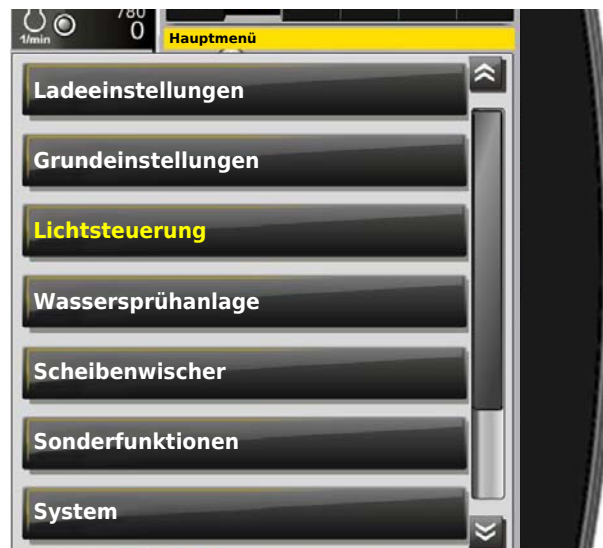 780
1/min 0
Hauptmenü
Ladeeinstellungen
Grundeinstellungen
Lichtsteuerung
Wassersprühanlage
Scheibenwischer
Sonderfunktionen
System